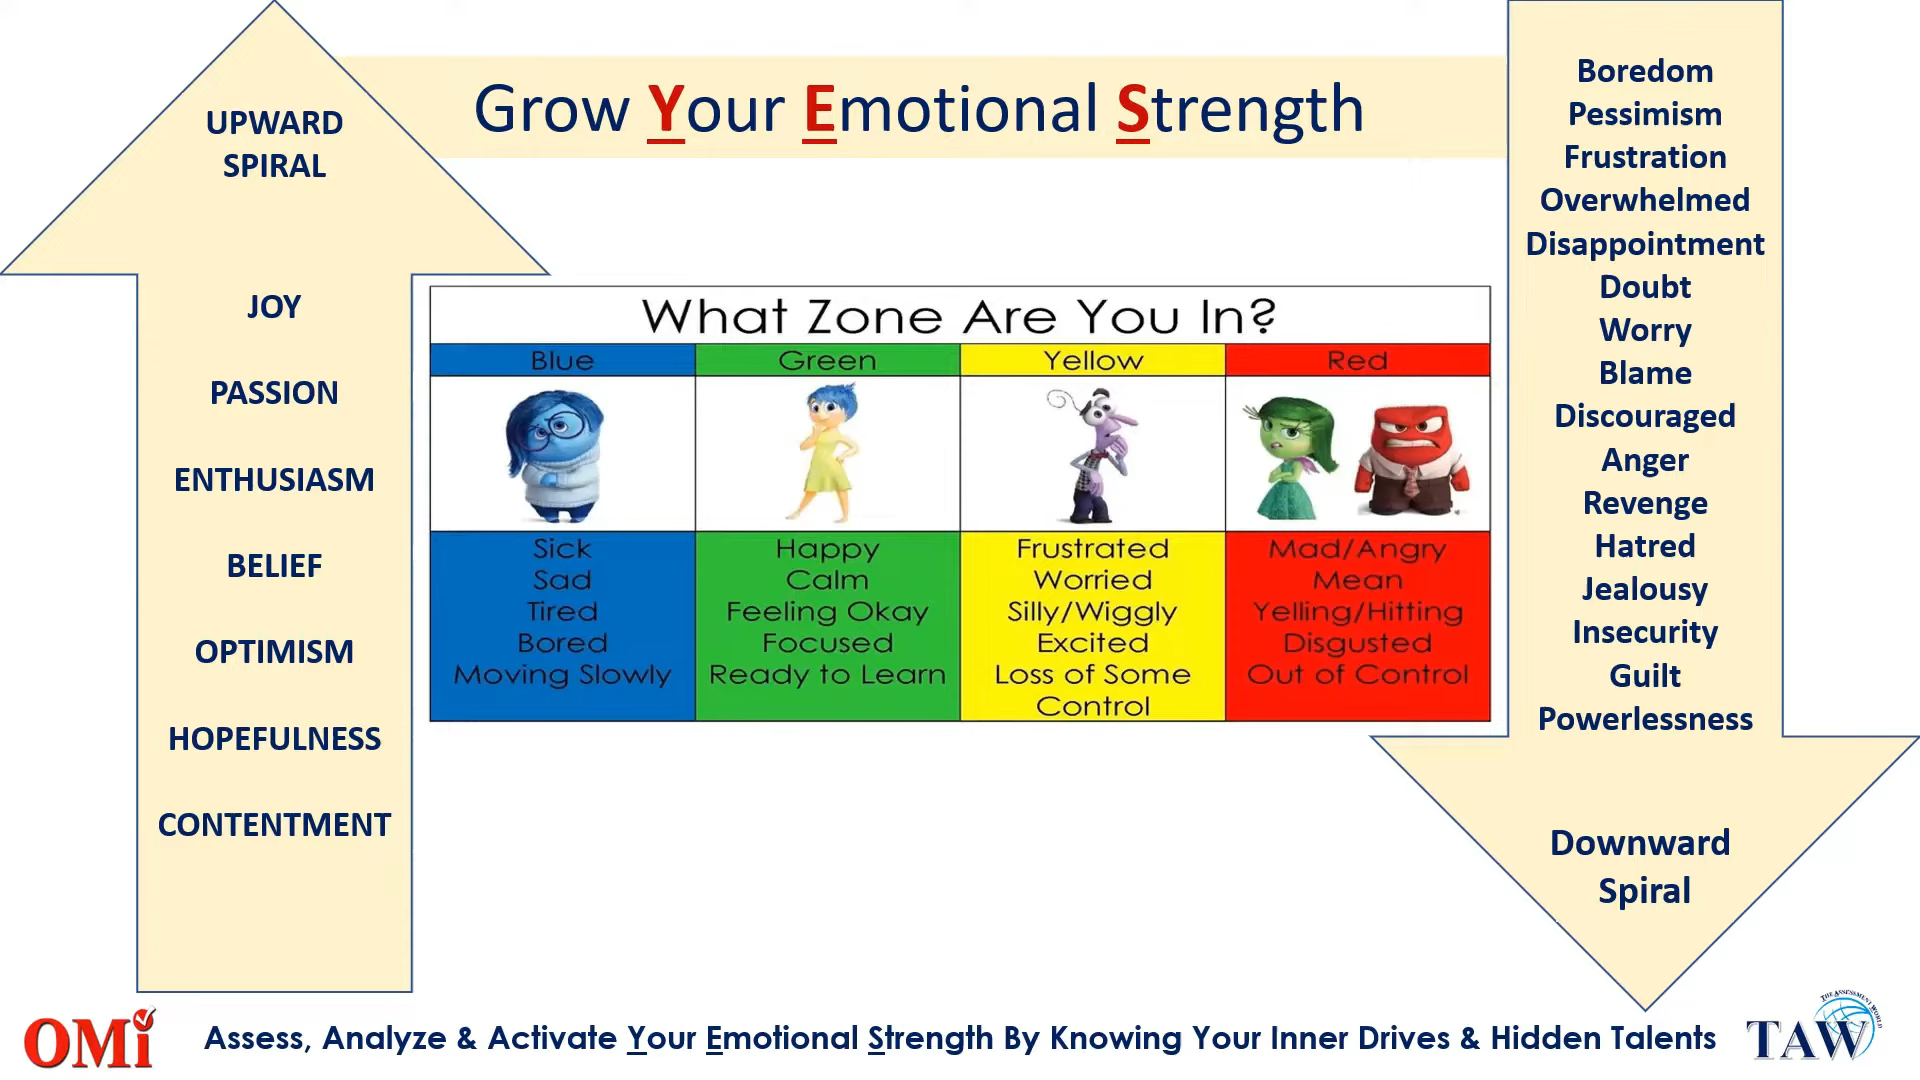 Grow Your Emotional Strength
UPWARD
SPIRAL
JOY
PASSION
ENTHUSIASM
BELIEF
OPTIMISM
HOPEFULNESS
CONTENTMENT
What Zone Are You In?
Blue
Sick
Sad
Tired
Bored
Moving Slowly
Green
Happy
Calm
Feeling Okay
Focused
Ready to Learn
Yellow
Frustrated
Worried
Silly/Wiggly
Excited
Loss of Some
Control
Red
Mad/Angry
Mean
Yelling/Hitting
Disgusted
Out of Control
Boredom
Pessimism
Frustration
Overwhelmed
Disappointment
Doubt
Worry
Blame
Discouraged
Anger
Revenge
Hatred
Jealousy
Insecurity
Guilt
Powerlessness
Downward
Spiral
OMi
Assess, Analyze & Activate Your Emotional Strength By Knowing Your Inner Drives & Hidden Talents
THE ASSESSMENT WORLD
TAW